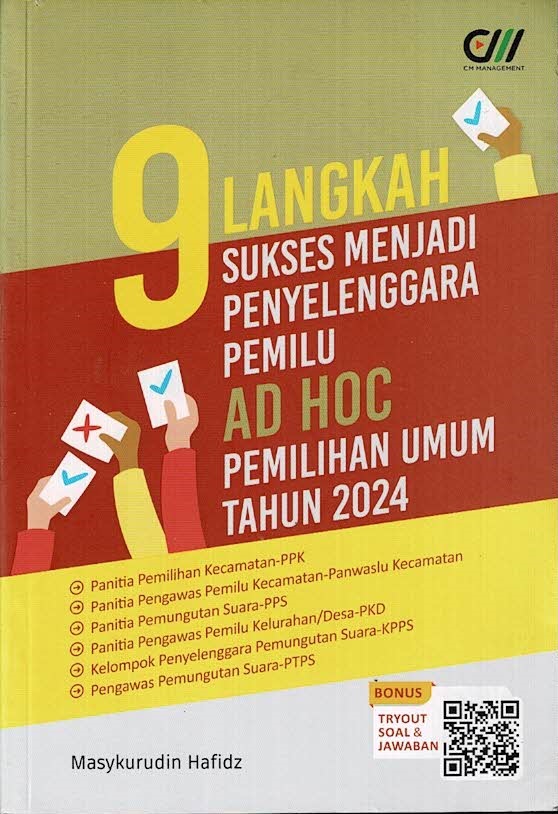 CM MANAGEMENT
9 LANGKAH
SUKSES MENJADI
PENYELENGGARA
PEMILU
AD HOC
PEMILIHAN UMUM
TAHUN 2024
Panitia Pemilihan Kecamatan-PPK
Panitia Pengawas Pemilu Kecamatan-Panwaslu Kecamatan
Panitia Pemungutan Suara-PPS
Panitia Pengawas Pemilu Kelurahan/Desa-PKD
Kelompok Penyelenggara Pemungutan Suara-KPPS
Pengawas Pemungutan Suara-PTPS
BONUS
TRYOUT
SOAL &
JAWABAN
Masykurudin Hafidz